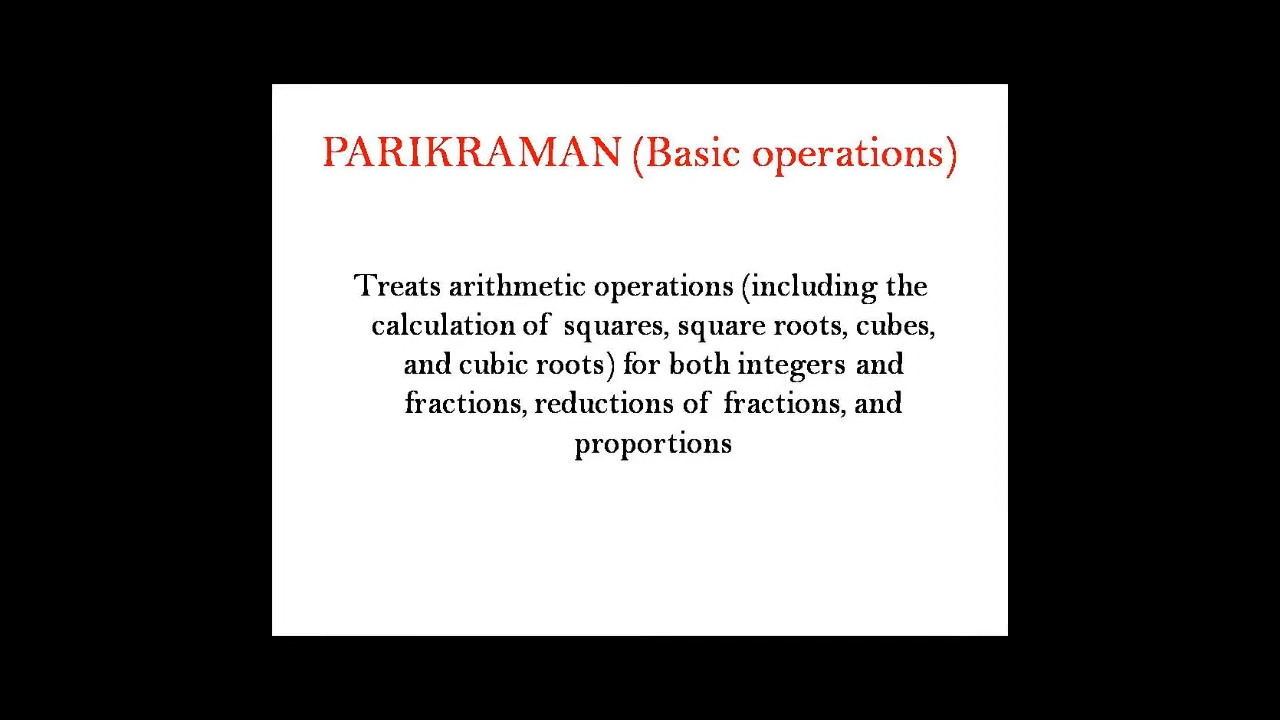 PARIKRAMAN (Basic operations)
Treats arithmetic operations (including the
calculation of squares, square roots, cubes,
and cubic roots) for both integers and
fractions, reductions of fractions, and
proportions